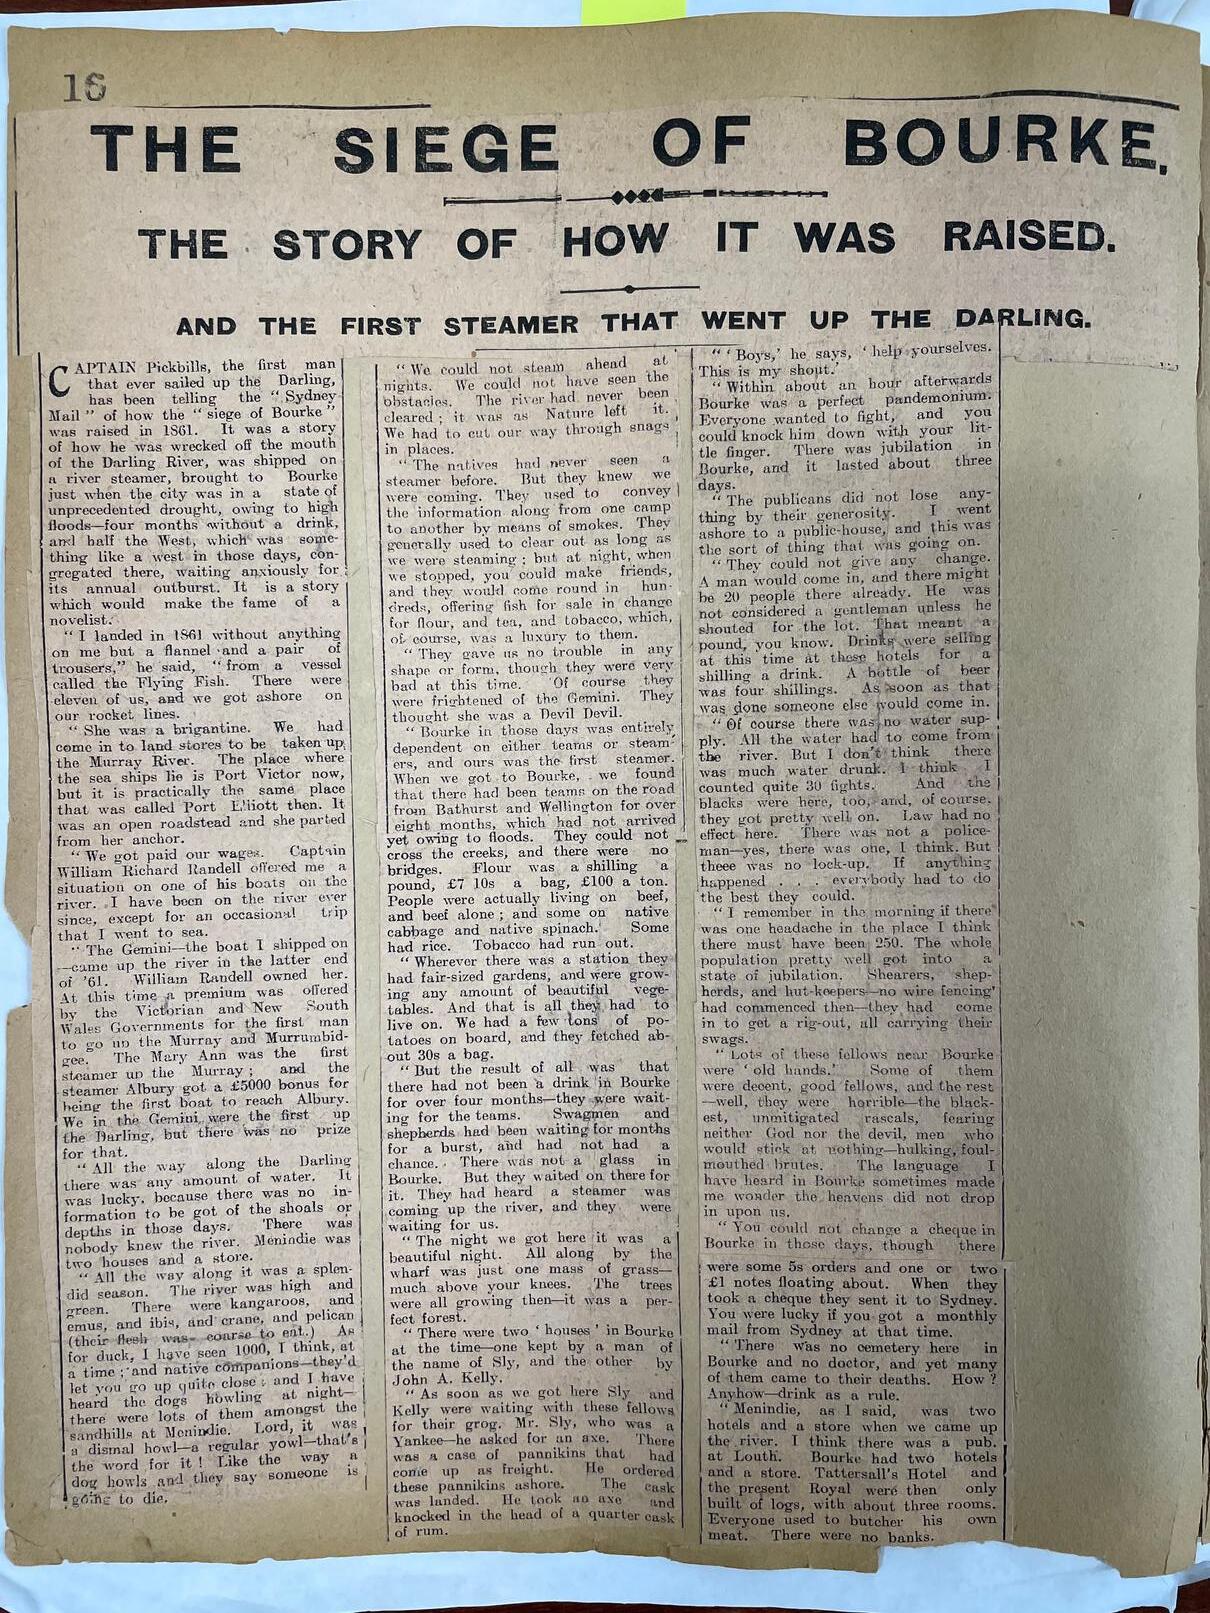 16
THE SIEGE OF BOURKE.
THE STORY OF HOW IT WAS RAISED.
AND THE FIRST STEAMER THAT WENT UP THE DARLING.
CAPTAIN Pickbills, the first man
that ever sailed up the Darling,
has been telling the "Sydney
Mail" of how the "siege of Bourke"
was raised in 1861. It was a story
of how he was wrecked off the mouth
of the Darling River, was shipped on
a river steamer, brought to Bourke
just when the city was in a state of
unprecedented drought, owing to high
floods—four months without a drink,
and half the West, which was some-
thing like a west in those days, con-
gregated there, waiting anxiously for
its annual outburst. It is a story
which would make the fame of a
novelist.
"I landed in 1861 without anything
on me but a flannel and a pair of
trousers," he said, "from a vessel
called the Flying Fish. There were
eleven of us, and we got ashore on
our rocket lines.
"She was a brigantine. We had
come in to land stores to be taken up
the Murray River. The place where
the sea ships lie is Port Victor now,
but it is practically the same place
that was called Port Elliott then. It
was an open roadstead and she parted
from her anchor.
"We got paid our wages. Captain
William Richard Randell offered me a
situation on one of his boats on the
river. I have been on the river ever
since, except for an occasional trip
that I went to sea.
"The Gemini—the boat I shipped on
—came up the river in the latter end
of '61. William Randell owned her.
At this time a premium was offered
by the Victorian and New South
Wales Governments for the first man
to go up the Murray and Murrumbid-
gee. The Mary Ann was the first
steamer up the Murray; and the
steamer Albury got a £5000 bonus for
being the first boat to reach Albury.
We in the Gemini were the first up
the Darling, but there was no prize
for that.
"All the way along the Darling
there was any amount of water. It
was lucky, because there was no in-
formation to be got of the shoals or
depths in those days. There was
nobody knew the river. Menindie was
two houses and a store.
"All the way along it was a splen-
did season. The river was high and
green. There were kangaroos, and
emus, and ibis, and crane, and pelican
(their flesh was coarse to eat.) As
for duck, I have seen 1000, I think, at
a time; and native companions—they'd
let you go up quite close; and I have
heard the dogs howling at night—
there were lots of them amongst the
sandhills at Menindie. Lord, it was
a dismal howl—a regular yowl—that's
the word for it! Like the way a
dog howls and they say someone is
going to die.
"We could not steam ahead at
nights. We could not have seen the
obstacles. The river had never been
cleared; it was as Nature left it.
We had to cut our way through snags
in places.
"The natives had never seen a
steamer before. But they knew we
were coming. They used to convey
the information along from one camp
to another by means of smokes. They
generally used to clear out as long as
we were steaming; but at night, when
we stopped, you could make friends,
and they would come round in hun-
dreds, offering fish for sale in change
for flour, and tea, and tobacco, which,
of course, was a luxury to them.
"They gave us no trouble in any
shape or form, though they were very
bad at this time. Of course they
were frightened of the Gemini. They
thought she was a Devil Devil.
"Bourke in those days was entirely
dependent on either teams or steam-
ers, and ours was the first steamer.
When we got to Bourke, we found
that there had been teams on the road
from Bathurst and Wellington for over
eight months, which had not arrived
yet owing to floods. They could not
cross the creeks, and there were no
bridges. Flour was a shilling a
pound, £7 10s a bag, £100 a ton.
People were actually living on beef,
and beef alone; and some on native
cabbage and native spinach. Some
had rice. Tobacco had run out.
"Wherever there was a station they
had fair-sized gardens, and were grow-
ing any amount of beautiful vege-
tables. And that is all they had to
live on. We had a few tons of po-
tatoes on board, and they fetched ab-
out 30s a bag.
"But the result of all was that
there had not been a drink in Bourke
for over four months—they were wait-
ing for the teams. Swagmen and
shepherds had been waiting for months
for a burst, and had not had a
chance. There was not a glass in
Bourke. But they waited on there for
it. They had heard a steamer was
coming up the river, and they were
waiting for us.
"The night we got here it was a
beautiful night. All along by the
wharf was just one mass of grass—
much above your knees. The trees
were all growing then—it was a per-
fect forest.
"There were two 'houses' in Bourke
at the time—one kept by a man of
the name of Sly, and the other by
John A. Kelly.
"As soon as we got here Sly and
Kelly were waiting with these fellows
for their grog. Mr. Sly, who was a
Yankee—he asked for an axe. There
was a case of pannikins that had
come up as freight. He ordered
these pannikins ashore. The cask
was landed. He took an axe and
knocked in the head of a quarter cask
of rum.
"'Boys,' he says, 'help yourselves.
This is my shout.'
"Within about an hour afterwards
Bourke was a perfect pandemonium.
Everyone wanted to fight, and you
could knock him down with your lit-
tle finger. There was jubilation in
Bourke, and it lasted about three
days.
"The publicans did not lose any-
thing by their generosity. I went
ashore to a public-house, and this was
the sort of thing that was going on.
"They could not give any change.
A man would come in, and there might
be 20 people there already. He was
not considered a gentleman unless he
shouted for the lot. That meant a
pound, you know. Drinks were selling
at this time at these hotels for a
shilling a drink. A bottle of beer
was four shillings. As soon as that
was done someone else would come in.
"Of course there was no water sup-
ply. All the water had to come from
the river. But I don't think there
was much water drunk. I think I
counted quite 30 fights. And the
blacks were here, too, and, of course,
they got pretty well on. Law had no
effect here. There was not a police-
man—yes, there was one, I think. But
theee was no lock-up. If anything
happened . . . everybody had to do
the best they could.
"I remember in the morning if there
was one headache in the place I think
there must have been 250. The whole
population pretty well got into a
state of jubilation. Shearers, shep-
herds, and hut-keepers—no wire fencing
had commenced then—they had come
in to get a rig-out, all carrying their
swags.
"Lots of these fellows near Bourke
were 'old hands.' Some of them
were decent, good fellows, and the rest
—well, they were horrible—the black-
est, unmitigated rascals, fearing
neither God nor the devil, men who
would stick at nothing—hulking, foul-
mouthed brutes. The language I
have heard in Bourke sometimes made
me wonder the heavens did not drop
in upon us.
"You could not change a cheque in
Bourke in those days, though there
were some 5s orders and one or two
£1 notes floating about. When they
took a cheque they sent it to Sydney.
You were lucky if you got a monthly
mail from Sydney at that time.
"There was no cemetery here in
Bourke and no doctor, and yet many
of them came to their deaths. How?
Anyhow—drink as a rule.
"Menindie, as I said, was two
hotels and a store when we came up
the river. I think there was a pub.
at Louth. Bourke had two hotels
and a store. Tattersall's Hotel and
the present Royal were then only
built of logs, with about three rooms.
Everyone used to butcher his own
meat. There were no banks.